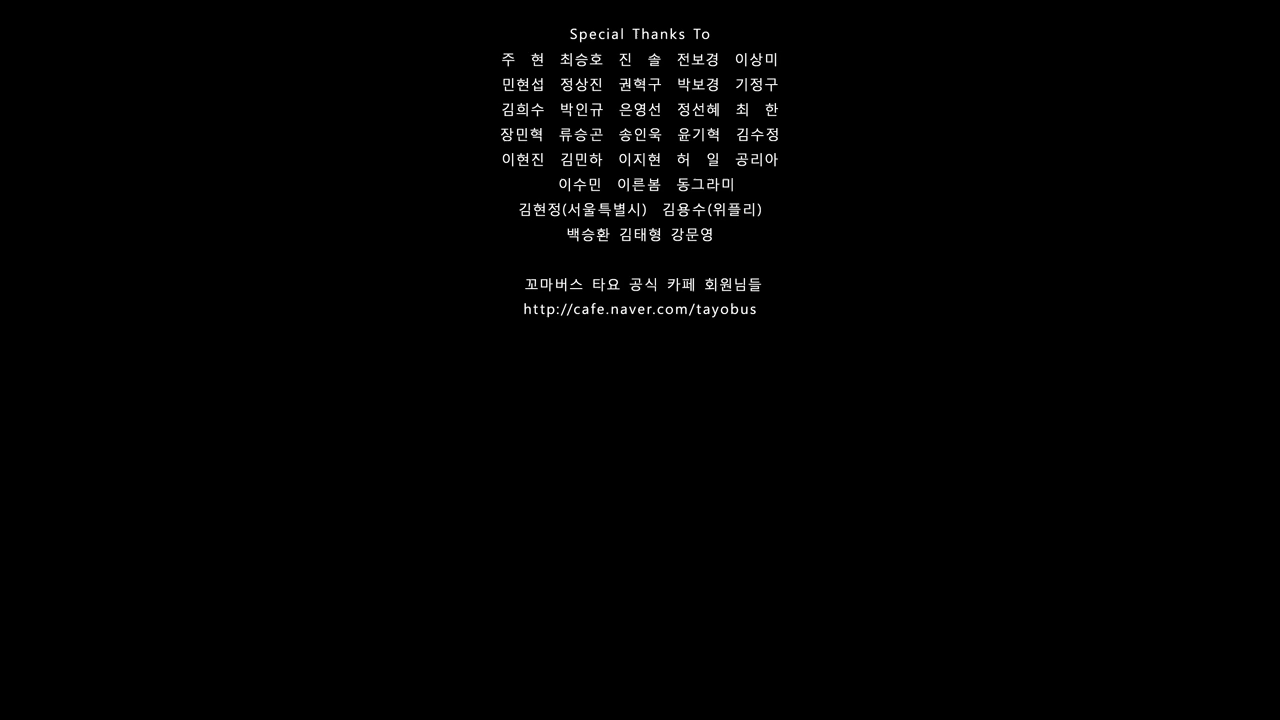 Special Thanks To
주 현 최승호 진 솔 전보경 이상미
민현섭 정상진 권혁구 박보경 기정구
김희수 박인규 은영선 정선혜 최 한
장민혁 류승곤 송인욱 윤기혁 김수정
이현진 김민하 이지현 허 일 공리아
이수민 이른봄 동그라미
김현정(서울특별시) 김용수(위플리)
백승환 김태형 강문영
꼬마버스 타요 공식 카페 회원님들
http://cafe.naver.com/tayobus